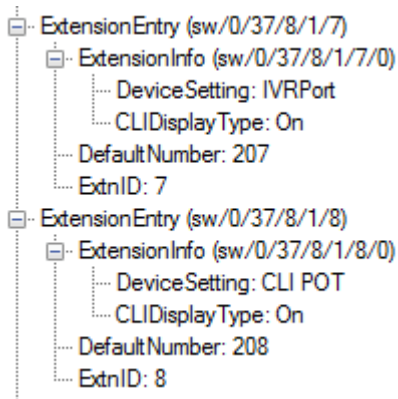 ExtensionEntry (sw/0/37/8/1/7)
ExtensionInfo (sw/0/37/8/1/7/0)
DeviceSetting: IVRPort
CLIDisplayType: On
DefaultNumber: 207
ExtnID: 7
ExtensionEntry (sw/0/37/8/1/8)
ExtensionInfo (sw/0/37/8/1/8/0)
DeviceSetting: CLI POT
CLIDisplayType: On
DefaultNumber: 208
ExtnID: 8